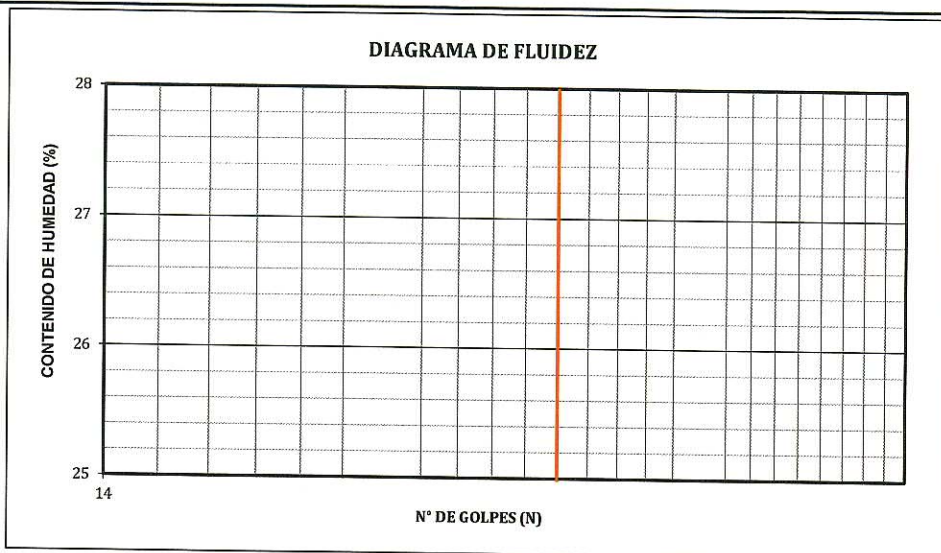 DIAGRAMA DE FLUIDEZ
CONTENIDO DE HUMEDAD (%)
28
27
26
25
14
N° DE GOLPES (N)